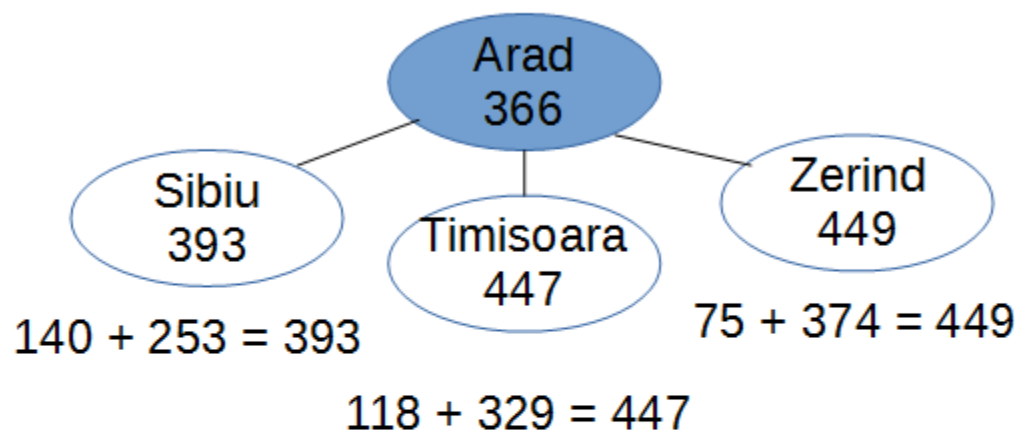 Arad
366
Sibiu
393
Timisoara
447
Zerind
449
140 + 253 = 393
75 + 374 = 449
118 + 329 = 447